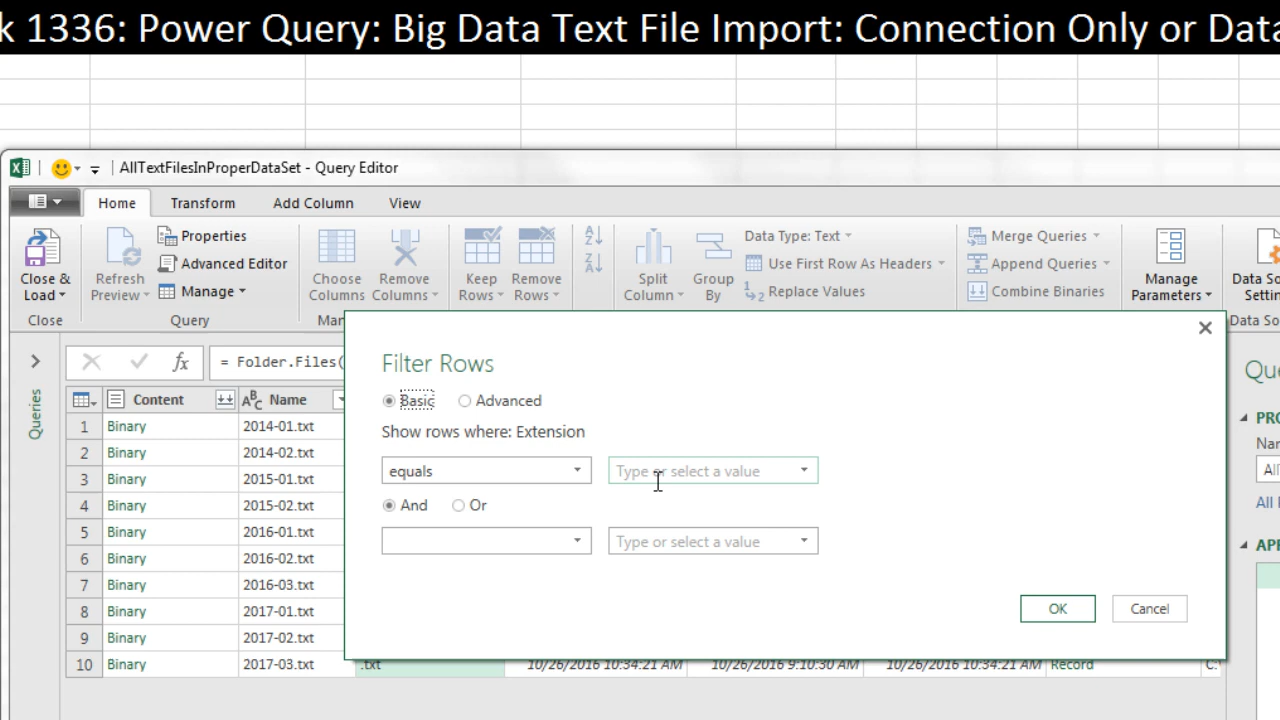 k 1336: Power Query: Big Data Text File Import: Connection Only or Data
AllTextFilesInProperDataSet - Query Editor
Home Transform Add Column View
Close & Load
Refresh Preview
Properties
Advanced Editor
Manage
Choose Columns
Remove Columns
Keep Rows
Remove Rows
A Z
Z A
Split Column
Group By
Data Type: Text
Use First Row As Headers
1 2 Replace Values
Merge Queries
Append Queries
Combine Binaries
Manage Parameters
Data So
Settin
Close Query Man Data So
fx = Folder.Files(
Queries
Content ABC Name
1 Binary 2014-01.txt
2 Binary 2014-02.txt
3 Binary 2015-01.txt
4 Binary 2015-02.txt
5 Binary 2016-01.txt
6 Binary 2016-02.txt
7 Binary 2016-03.txt
8 Binary 2017-01.txt
9 Binary 2017-02.txt
10 Binary 2017-03.txt .txt 10/26/2016 10:34:21 AM 10/26/2016 9:10:30 AM 10/26/2016 10:34:21 AM Record C:
Filter Rows
Basic Advanced
Show rows where: Extension
equals Type or select a value
And Or
Type or select a value
OK Cancel
Que
PRO
Nar
All
APP